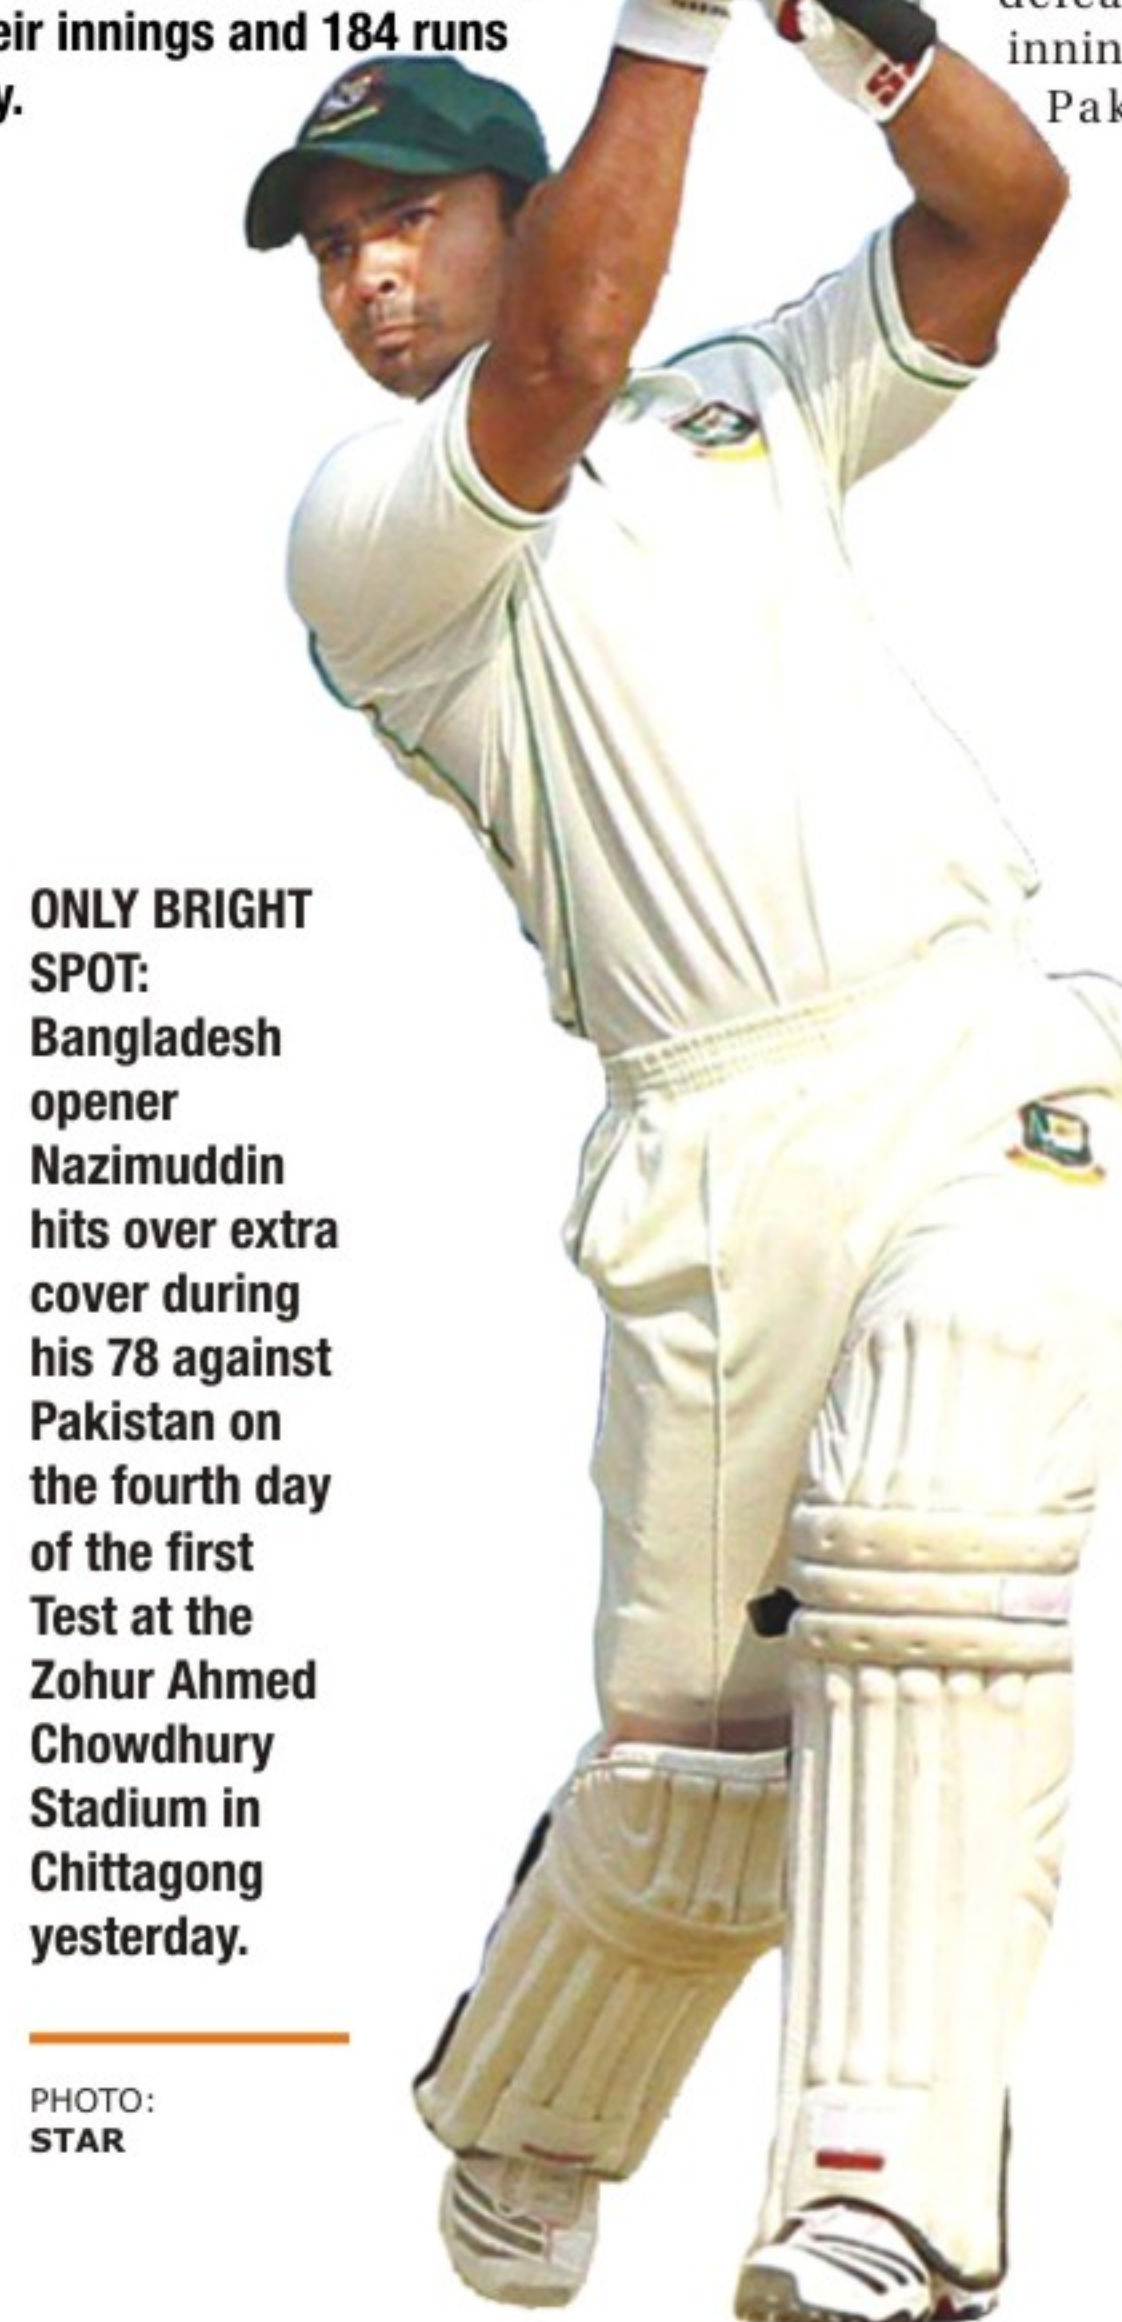 eir innings and 184 runs
y.
innin
Pak
ONLY BRIGHT
SPOT:
Bangladesh
opener
Nazimuddin
hits over extra
cover during
his 78 against
Pakistan on
the fourth day
of the first
Test at the
Zohur Ahmed
Chowdhury
Stadium in
Chittagong
yesterday.
PHOTO:
STAR